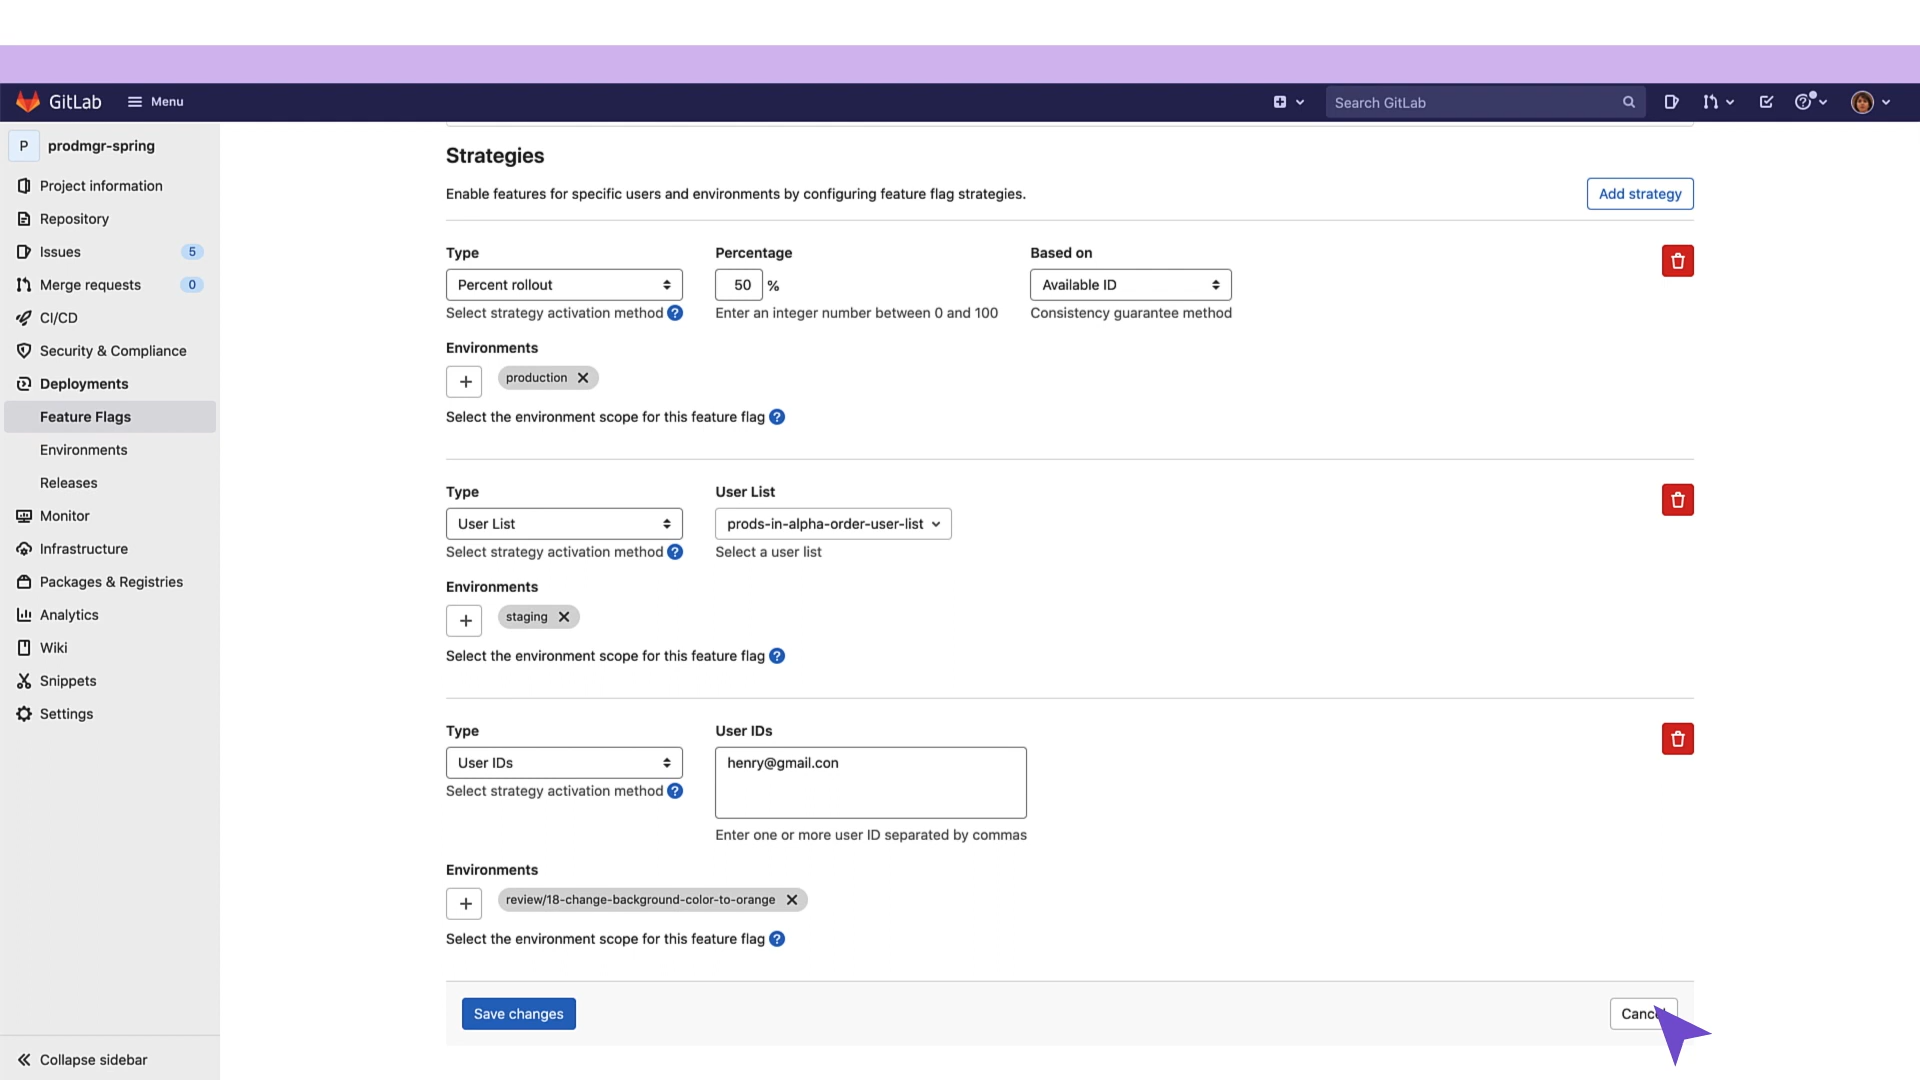 GitLab
Menu
Search GitLab
P prodmgr-spring
Project information
Repository
Issues 5
Merge requests 0
CI/CD
Security & Compliance
Deployments
Feature Flags
Environments
Releases
Monitor
Infrastructure
Packages & Registries
Analytics
Wiki
Snippets
Settings
Collapse sidebar
Strategies
Enable features for specific users and environments by configuring feature flag strategies.
Add strategy
Type Percentage Based on
Percent rollout 50 % Available ID
Select strategy activation method ? Enter an integer number between 0 and 100 Consistency guarantee method
Environments
+ production
Select the environment scope for this feature flag ?
Type User List
User List prods-in-alpha-order-user-list
Select strategy activation method ? Select a user list
Environments
+ staging
Select the environment scope for this feature flag ?
Type User IDs
User IDs henry@gmail.con
Select strategy activation method ?
Enter one or more user ID separated by commas
Environments
+ review/18-change-background-color-to-orange
Select the environment scope for this feature flag ?
Save changes Cancel